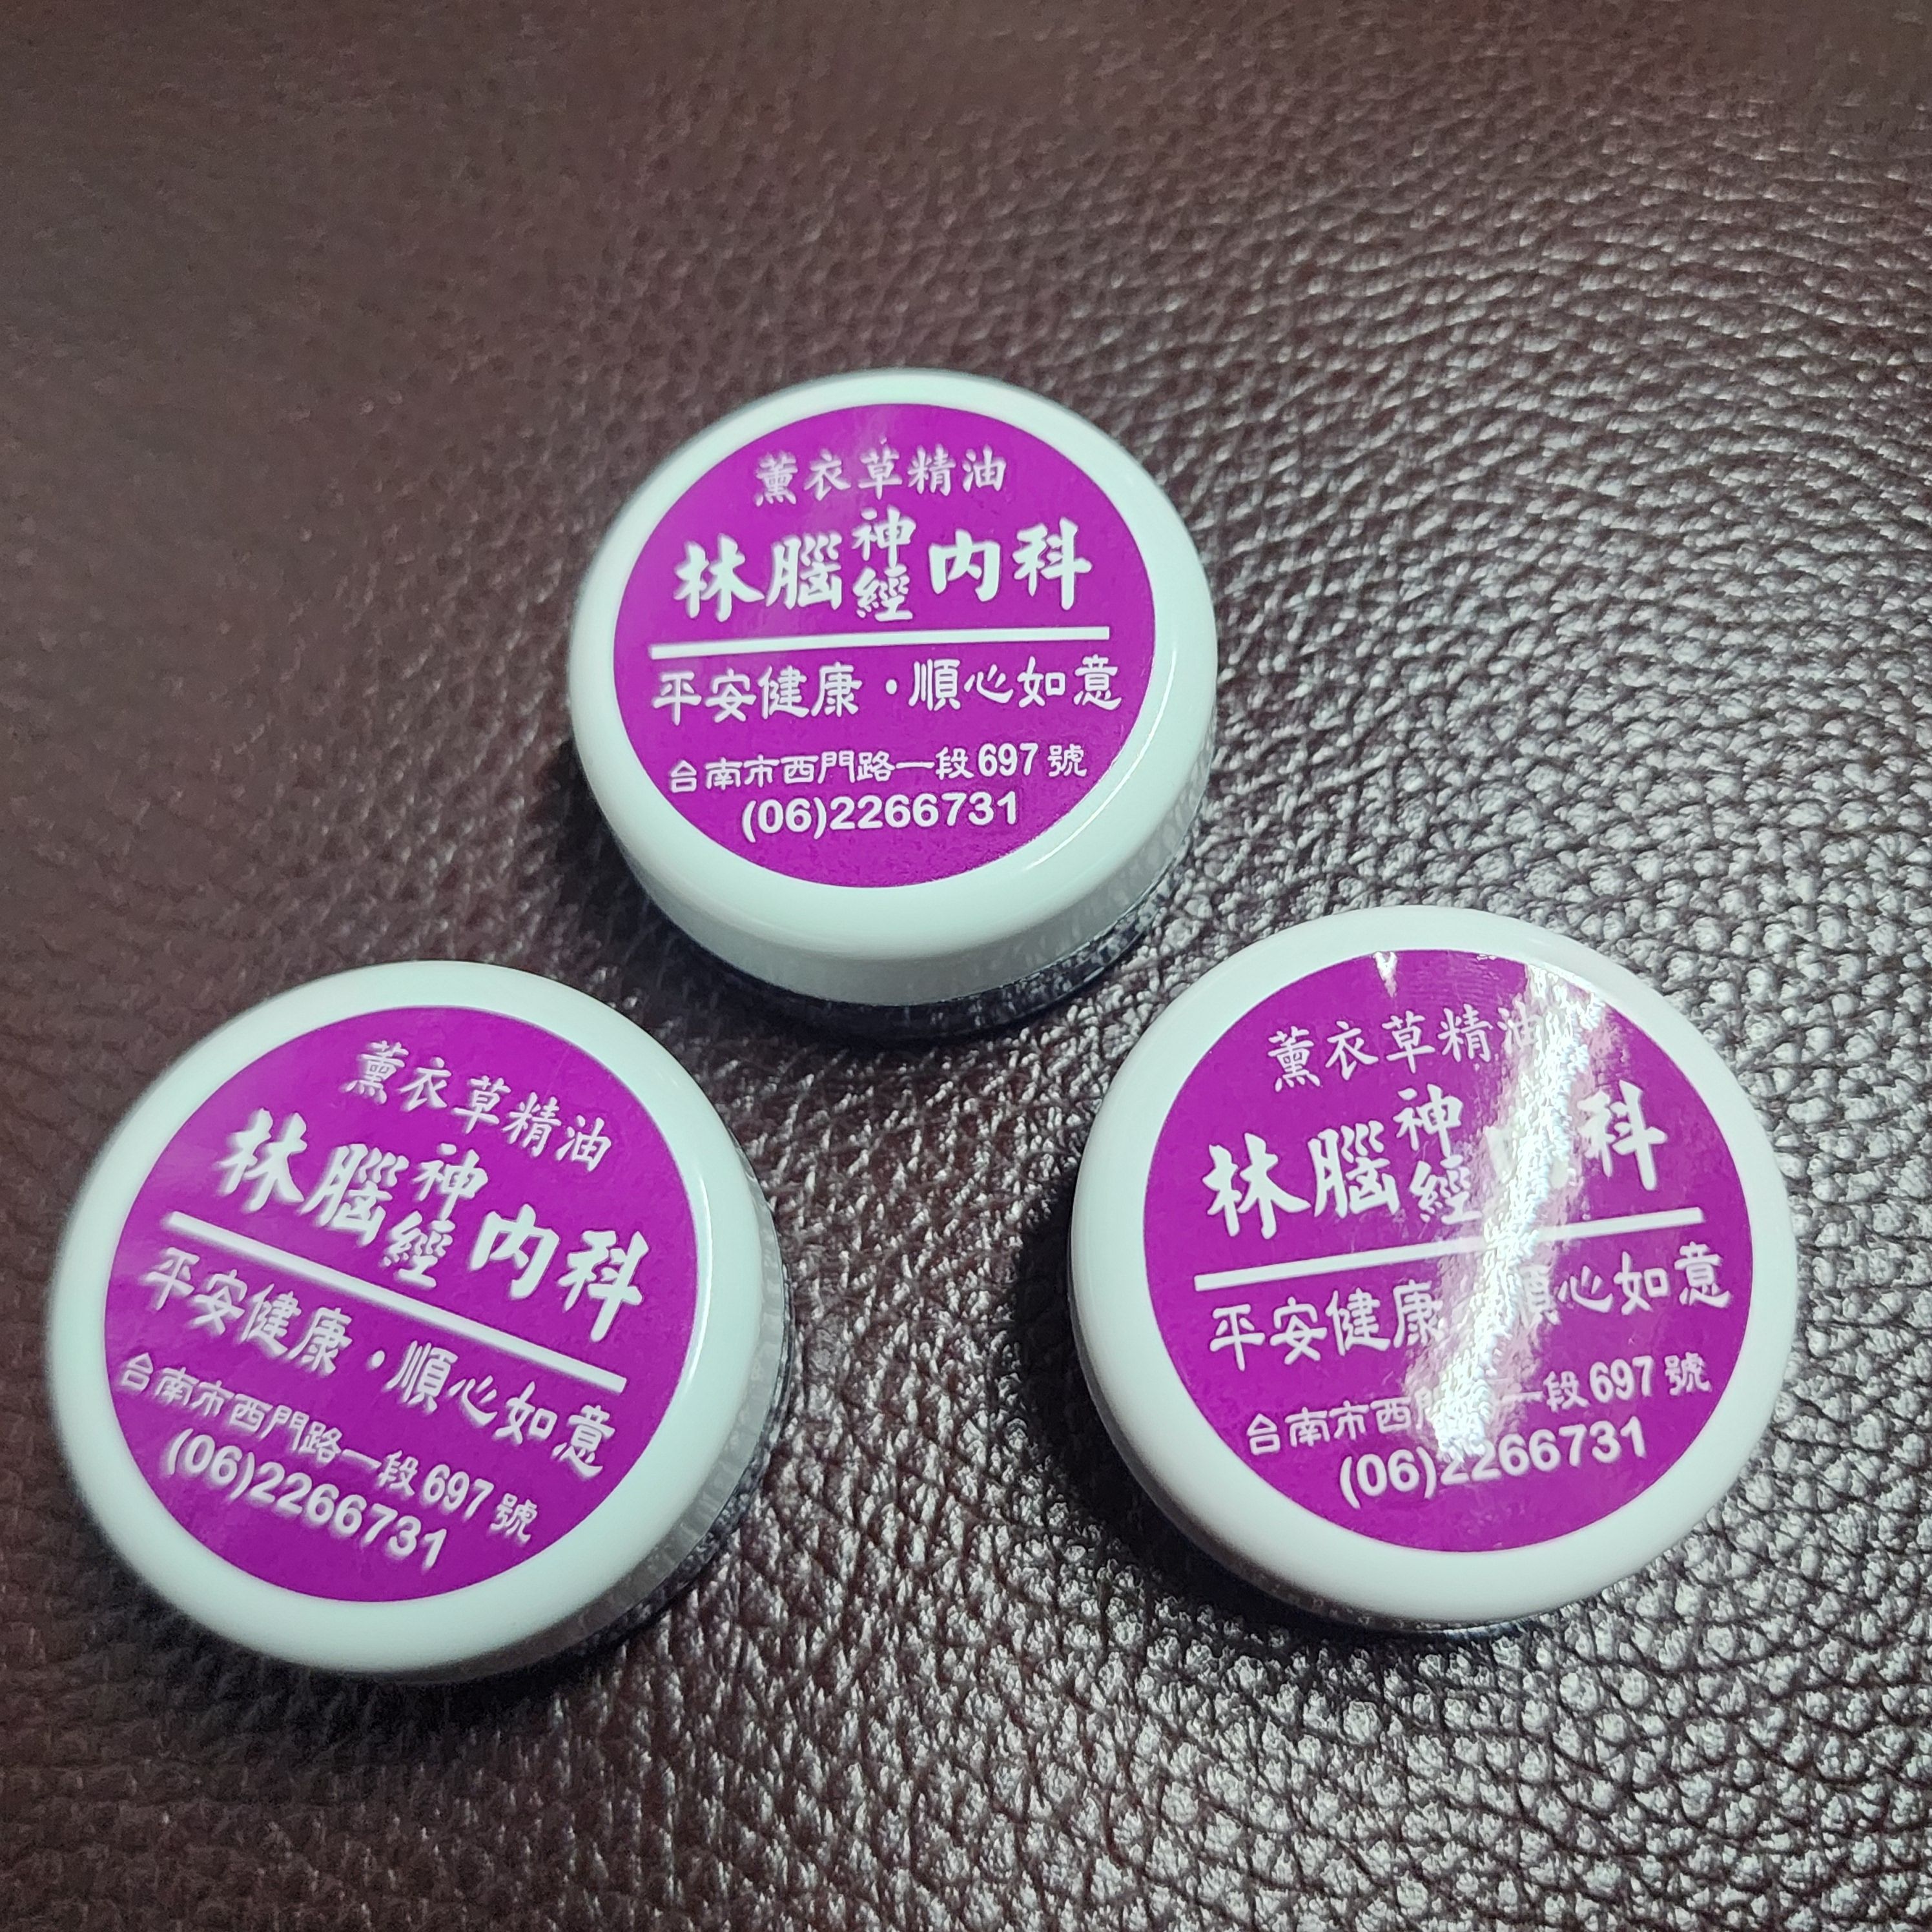 薰衣草精油
林腦神經內科
平安健康・順心如意
台南市西門路一段697號
(06)2266731
薰衣草精油
林腦神經內科
平安健康・順心如意
台南市西門路一段697號
(06)2266731
薰衣草精油
林腦神經 科
平安健康 順心如意
台南市西門 一段697號
(06)2266731